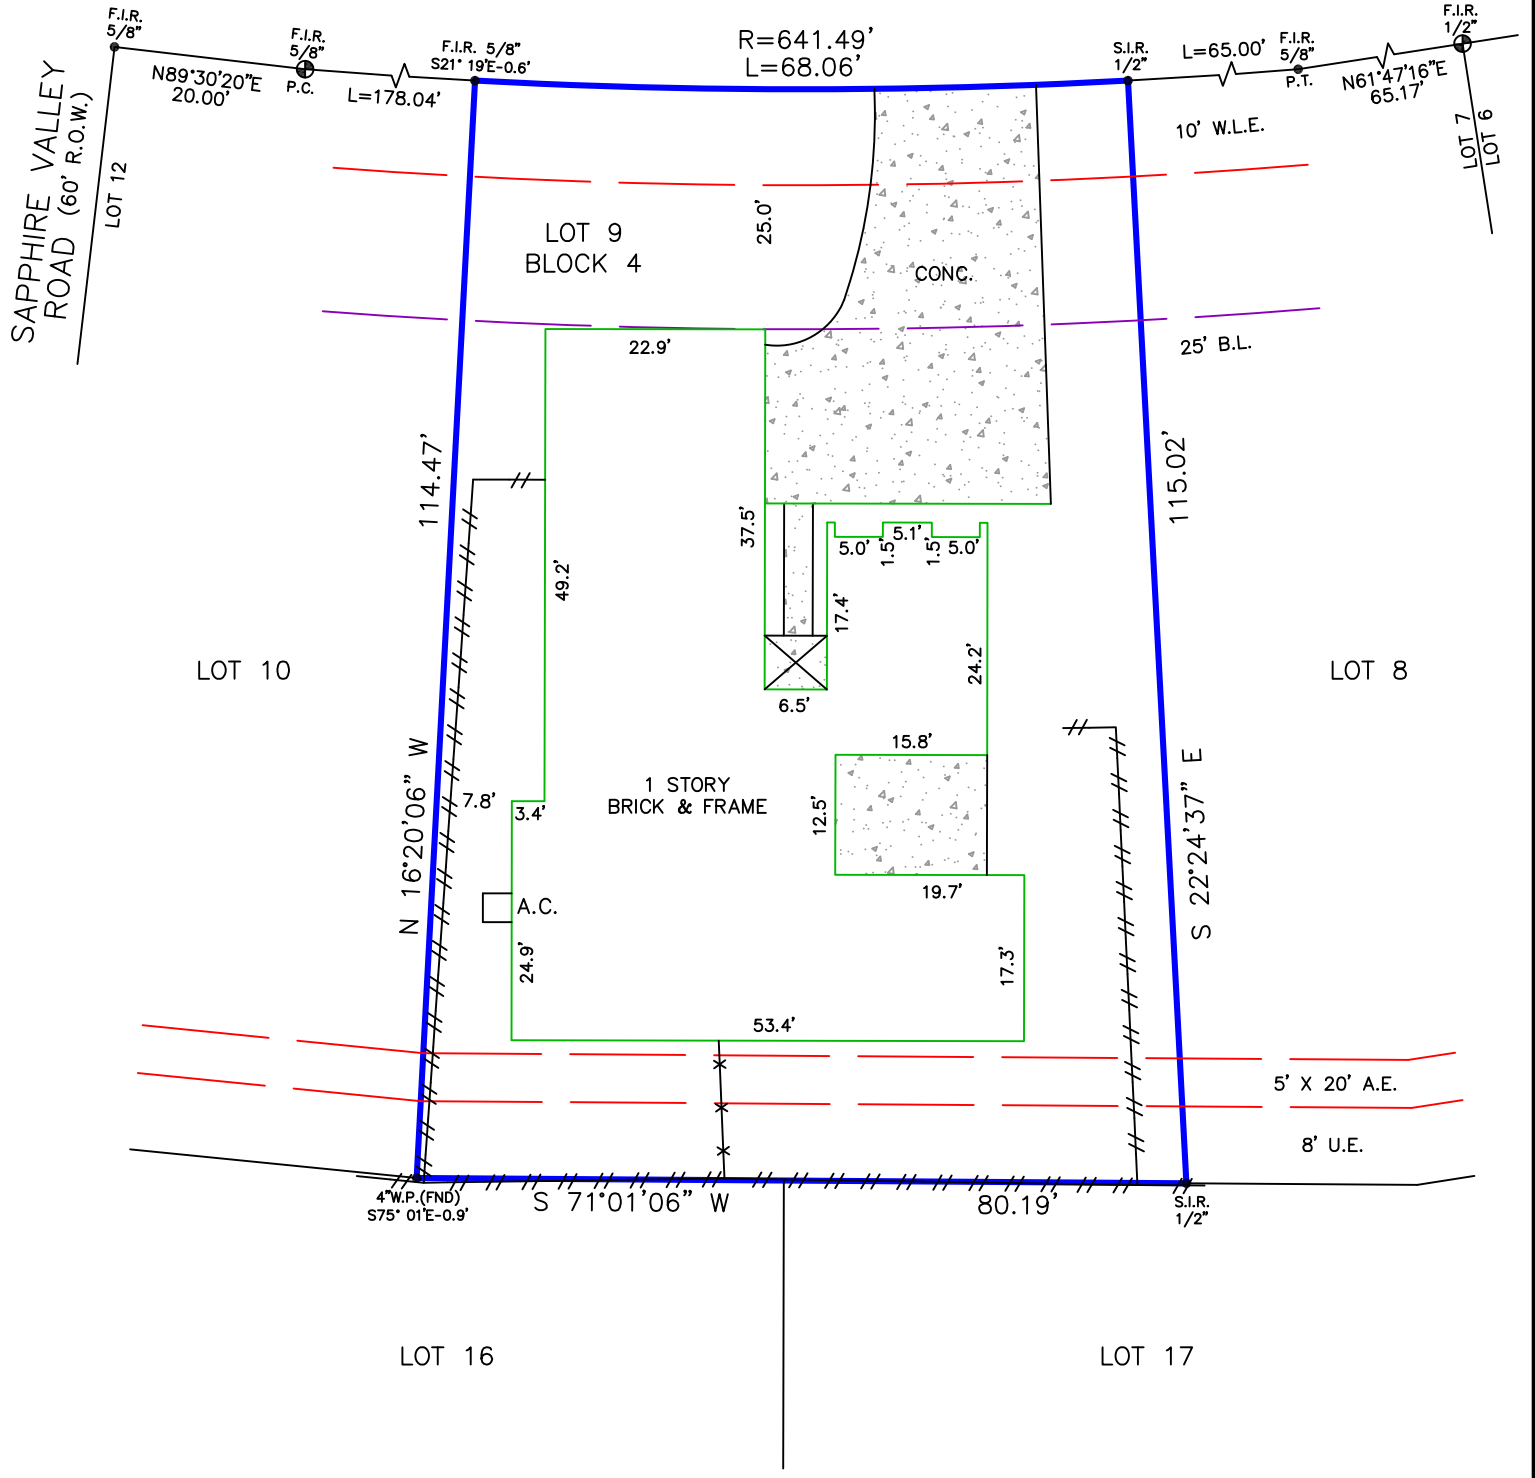 F.I.R.
5/8"
F.I.R.
5/8"
P.C.
N89°30'20"E
20.00'
L=178.04'
F.I.R. 5/8"
S21° 19'E-0.6'
R=641.49'
L=68.06'
S.I.R.
1/2"
L=65.00'
F.I.R.
5/8"
P.T.
N61°47'16"E
65.17'
F.I.R.
1/2"
LOT 7
LOT 6
SAPPHIRE VALLEY
ROAD (60' R.O.W.)
LOT 12
10' W.L.E.
25.0'
LOT 9
BLOCK 4
CONC.
22.9'
25' B.L.
114.47'
115.02'
37.5'
5.0'
1.5'
5.1'
1.5'
5.0'
49.2'
17.4'
24.2'
LOT 10
LOT 8
6.5'
15.8'
N 16°20'06" W
S 22°24'37" E
7.8'
3.4'
1 STORY
BRICK & FRAME
12.5'
19.7'
A.C.
24.9'
17.3'
53.4'
5' X 20' A.E.
8' U.E.
4"W.P.(FND)
S75° 01'E-0.9'
S 71°01'06" W
80.19'
S.I.R.
1/2"
LOT 16
LOT 17